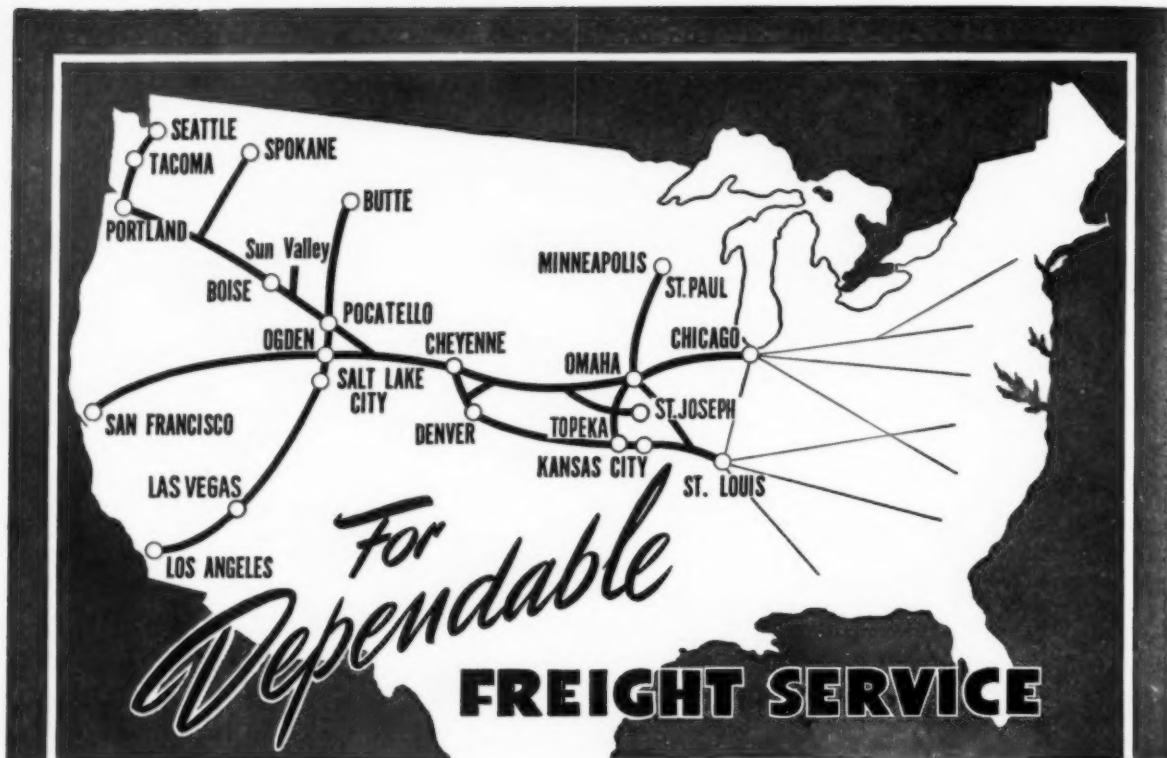 SEATTLE
TACOMA
SPOKANE
PORTLAND
BUTTE
Sun Valley
BOISE
POCATELLO
OGDEN
SALT LAKE
CITY
SAN FRANCISCO
LAS VEGAS
LOS ANGELES
CHEYENNE
DENVER
MINNEAPOLIS
ST. PAUL
OMAHA
CHICAGO
ST. JOSEPH
TOPEKA
KANSAS CITY
ST. LOUIS
For
Dependable
FREIGHT SERVICE